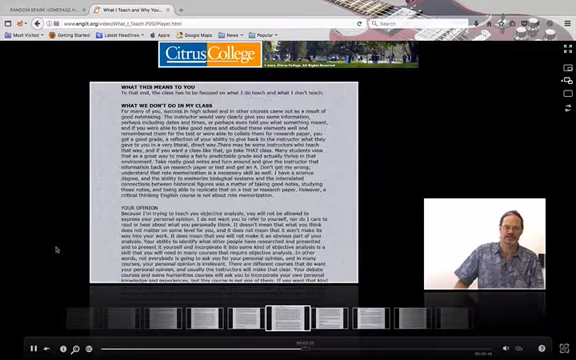 RANDOM SPARK HOMEPAGE H...
What I Teach and Why You...
www.englit.org/video/What_I_Teach.P2G/Player.html
Search
Most Visited
Getting Started
Latest Headlines
Apple
Google Maps
News
Popular
CitrusCollege
WHAT THIS MEANS TO YOU
To that end, the class has to be focused on what I do teach and what I don't teach.
WHAT WE DON'T DO IN MY CLASS
For many of you, success in high school and in other courses came out as a result of
good notetaking. The instructor would very clearly give you some information,
perhaps including dates and times, or perhaps even told you what something meant,
and if you were able to take good notes and studied these elements well and
remembered them for the test or were able to collate them for research paper, you
got a good grade, a reflection of your ability to give back to the instructor what they
gave to you in a very literal, direct way. There may be some instructors who teach
that way, and if you want a class like that, go take THAT class. Many students view
that as a great way to make a fairly predictable grade and actually thrive in that
environment. Take really good notes and turn around and give the instructor that
information back on test or paper and get an A. Don't get me wrong,
understand that rote memorization is a necessary skill as well. I have a science
degree, and the ability to memorize biological systems and the interrelated
connections between historical figures was a matter of taking good notes, studying
those notes, and being able to replicate that on a test or research paper. However, a
critical thinking English course is not about rote memorization.
YOUR OPINION
Because I'm trying to teach you objective analysis, you will not be allowed to
express your personal opinion. I do not want you to refer to yourself, nor do I care to
read or hear about what you personally think. It doesn't mean that what you think
does not matter on some level for you, and it does not mean that it won't make its
way into your work. It does mean that you will not make it an obvious part of your
analysis. Your ability to identify what other people have researched and presented
and to present it yourself and incorporate it into some kind of objective analysis is a
skill that you will need in many courses that require objective analysis. In other
words, not everybody is going to ask for your personal opinion, and in many
courses, your personal opinion is irrelevant. There are different courses that do want
your personal opinion, and usually the instructors will make that clear. Your debate
courses and some humanities courses will ask you to incorporate your own personal
knowledge and experiences, but this course is not one of them. If you want that kind